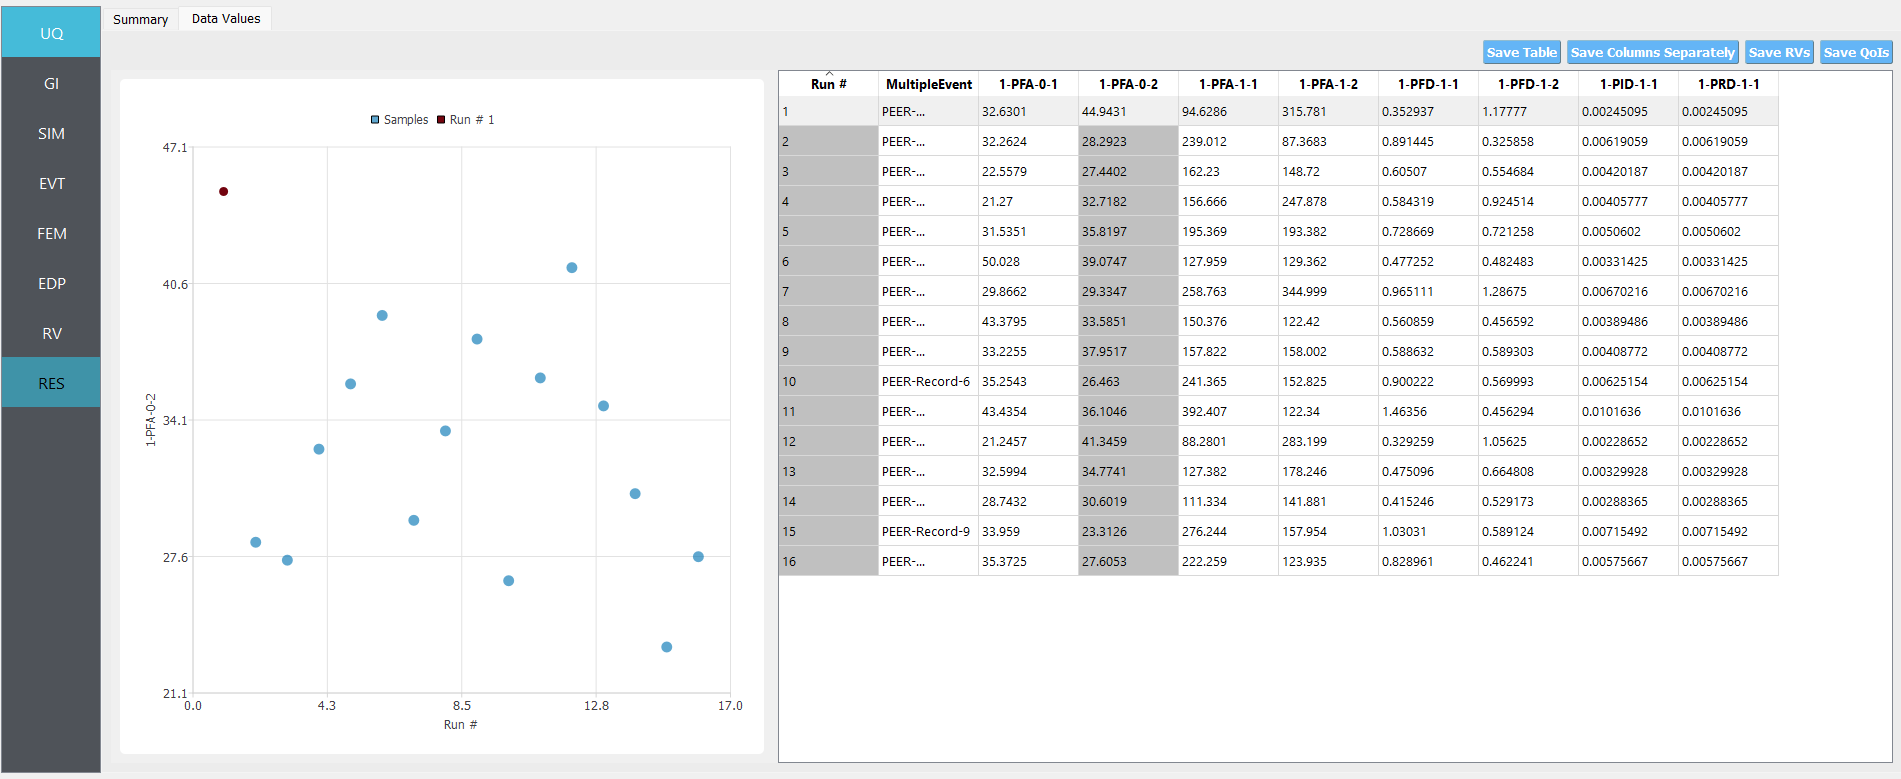 UQ
GI
SIM
EVT
FEM
EDP
RV
RES
Summary Data Values
Save Table Save Columns Separately Save RVs Save QoIs
Samples Run # 1
47.1
40.6
34.1
27.6
21.1
1-PFA-0-2
0.0 4.3 8.5 12.8 17.0
Run #
Run # MultipleEvent 1-PFA-0-1 1-PFA-0-2 1-PFA-1-1 1-PFA-1-2 1-PFD-1-1 1-PFD-1-2 1-PID-1-1 1-PRD-1-1
1 PEER-... 32.6301 44.9431 94.6286 315.781 0.352937 1.17777 0.00245095 0.00245095
2 PEER-... 32.2624 28.2923 239.012 87.3683 0.891445 0.325858 0.00619059 0.00619059
3 PEER-... 22.5579 27.4402 162.23 148.72 0.60507 0.554684 0.00420187 0.00420187
4 PEER-... 21.27 32.7182 156.666 247.878 0.584319 0.924514 0.00405777 0.00405777
5 PEER-... 31.5351 35.8197 195.369 193.382 0.728669 0.721258 0.0050602 0.0050602
6 PEER-... 50.028 39.0747 127.959 129.362 0.477252 0.482483 0.00331425 0.00331425
7 PEER-... 29.8662 29.3347 258.763 344.999 0.965111 1.28675 0.00670216 0.00670216
8 PEER-... 43.3795 33.5851 150.376 122.42 0.560859 0.456592 0.00389486 0.00389486
9 PEER-... 33.2255 37.9517 157.822 158.002 0.588632 0.589303 0.00408772 0.00408772
10 PEER-Record-6 35.2543 26.463 241.365 152.825 0.900222 0.569993 0.00625154 0.00625154
11 PEER-... 43.4354 36.1046 392.407 122.34 1.46356 0.456294 0.0101636 0.0101636
12 PEER-... 21.2457 41.3459 88.2801 283.199 0.329259 1.05625 0.00228652 0.00228652
13 PEER-... 32.5994 34.7741 127.382 178.246 0.475096 0.664808 0.00329928 0.00329928
14 PEER-... 28.7432 30.6019 111.334 141.881 0.415246 0.529173 0.00288365 0.00288365
15 PEER-Record-9 33.959 23.3126 276.244 157.954 1.03031 0.589124 0.00715492 0.00715492
16 PEER-... 35.3725 27.6053 222.259 123.935 0.828961 0.462241 0.00575667 0.00575667